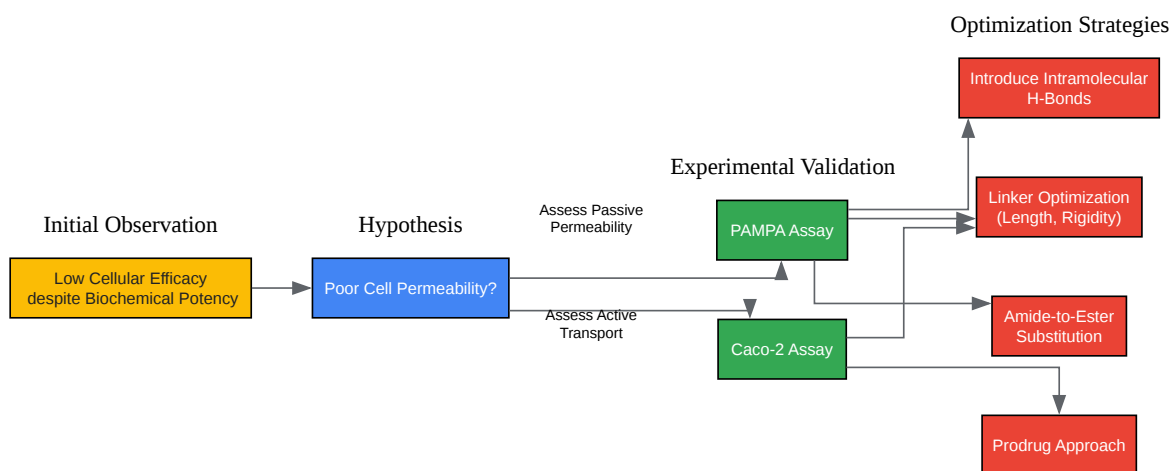 Optimization Strategies
Introduce Intramolecular
H-Bonds
Experimental Validation
Linker Optimization
(Length, Rigidity)
Initial Observation
Hypothesis
Assess Passive
Permeability
PAMPA Assay
Low Cellular Efficacy
despite Biochemical Potency
Poor Cell Permeability?
Assess Active
Transport
Caco-2 Assay
Amide-to-Ester
Substitution
Prodrug Approach